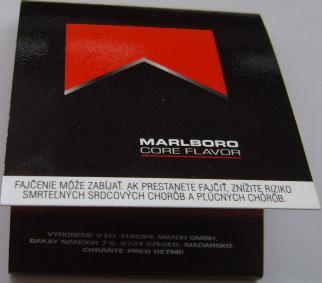 MARLBORO
CORE FLAVOR
FAJČENIE MÔŽE ZABÍJAŤ. AK PRESTANETE FAJČIŤ, ZNÍŽITE RIZIKO
SMRTEĽNÝCH SRDCOVÝCH CHORÔB A PĽÚCNYCH CHÔRÔB.
VYROBENÉ V EÚ. EUROPE MATCH GMBH,
BAKAY NÁNDOR 7.B, 6724 SZEGED, MAĎARSKO.
CHRÁŇTE PRED DEŤMI!